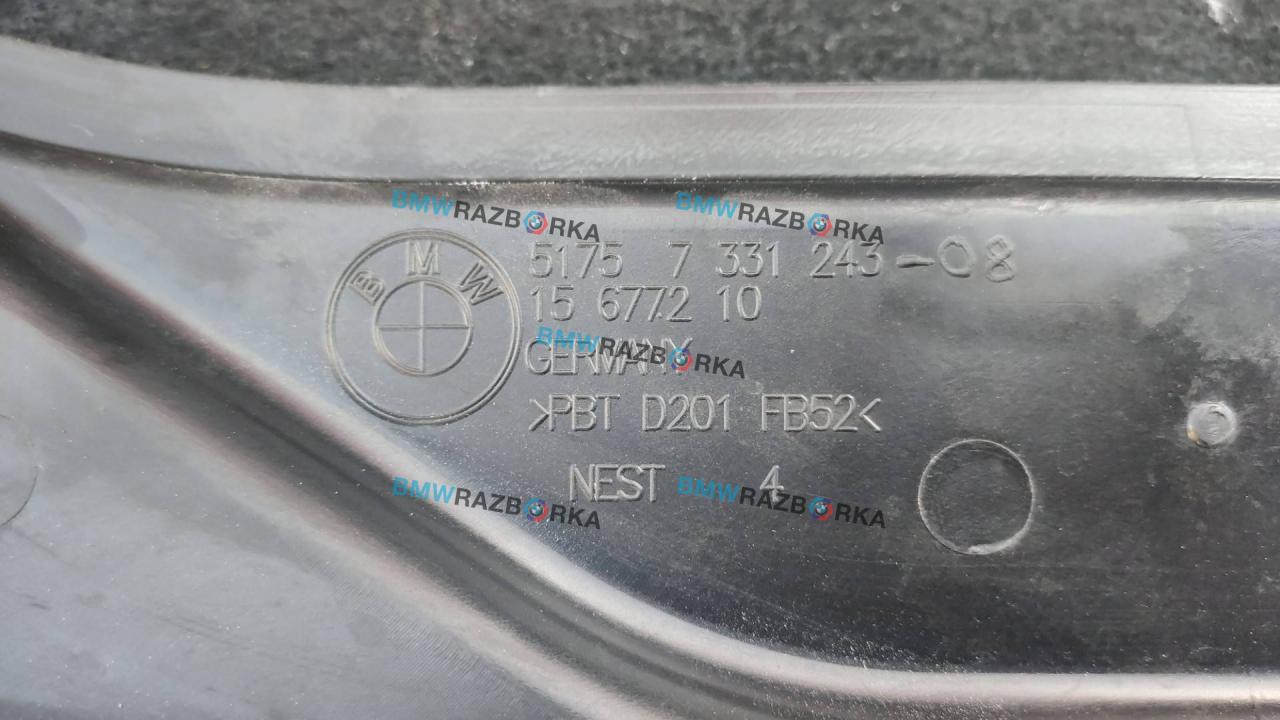 BMWRAZBORKA BMWRAZBORKA
BMW
5175 7 331 243-08
15 6772 10
GERMANY
BMWRAZBORKA
>PBT D201 FB52<
NEST 4
BMWRAZBORKA BMWRAZBORKA